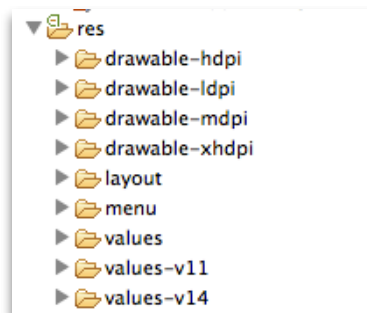 res
drawable-hdpi
drawable-ldpi
drawable-mdpi
drawable-xhdpi
layout
menu
values
values-v11
values-v14